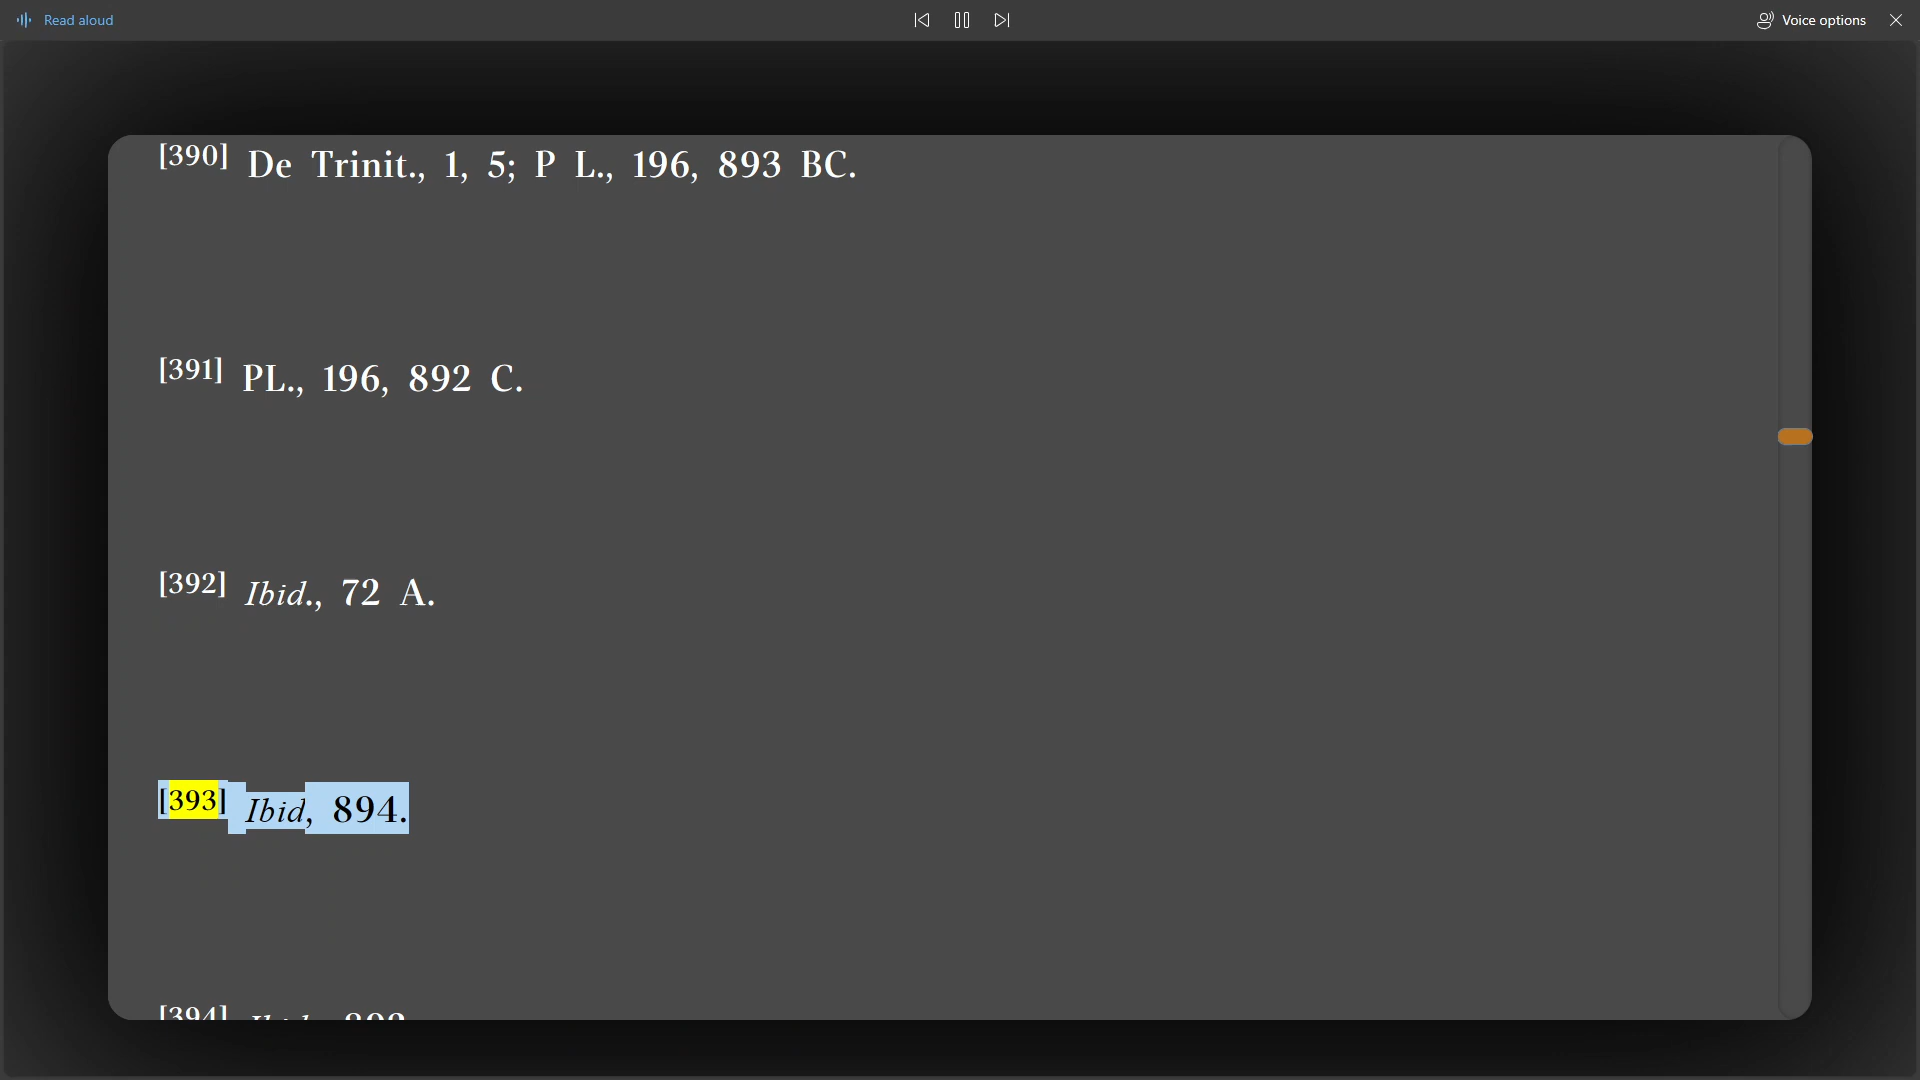 Read aloud
Voice options
[390] De Trinit., 1, 5; P L., 196, 893 BC.
[391] PL., 196, 892 C.
[392] Ibid., 72 A.
[393] Ibid, 894.
[394]